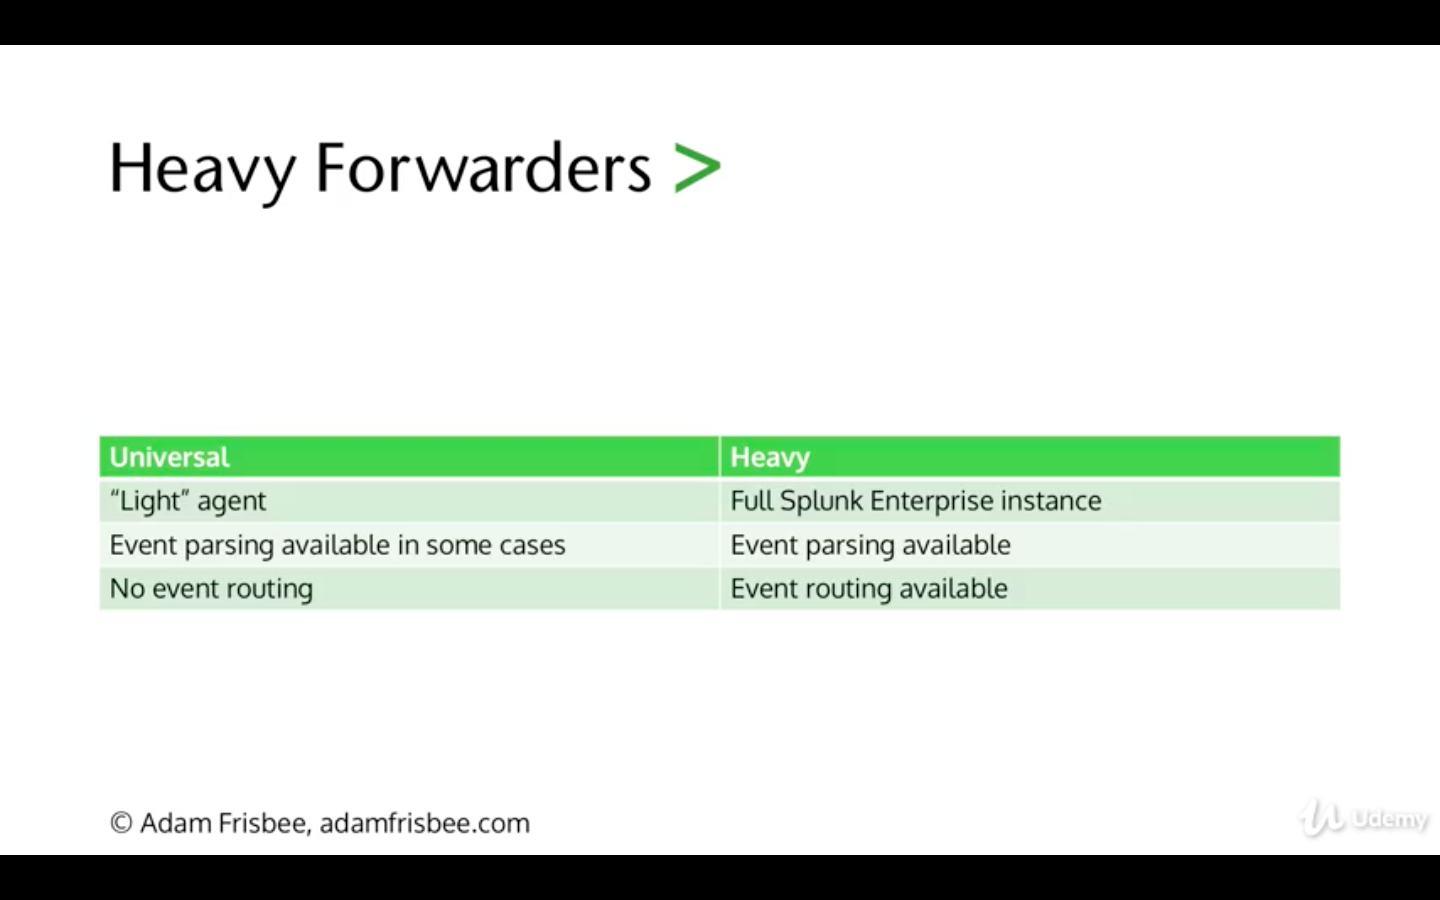 Heavy Forwarders >
Universal Heavy
“Light” agent Full Splunk Enterprise instance
Event parsing available in some cases Event parsing available
No event routing Event routing available
© Adam Frisbee, adamfrisbee.com
Udemy